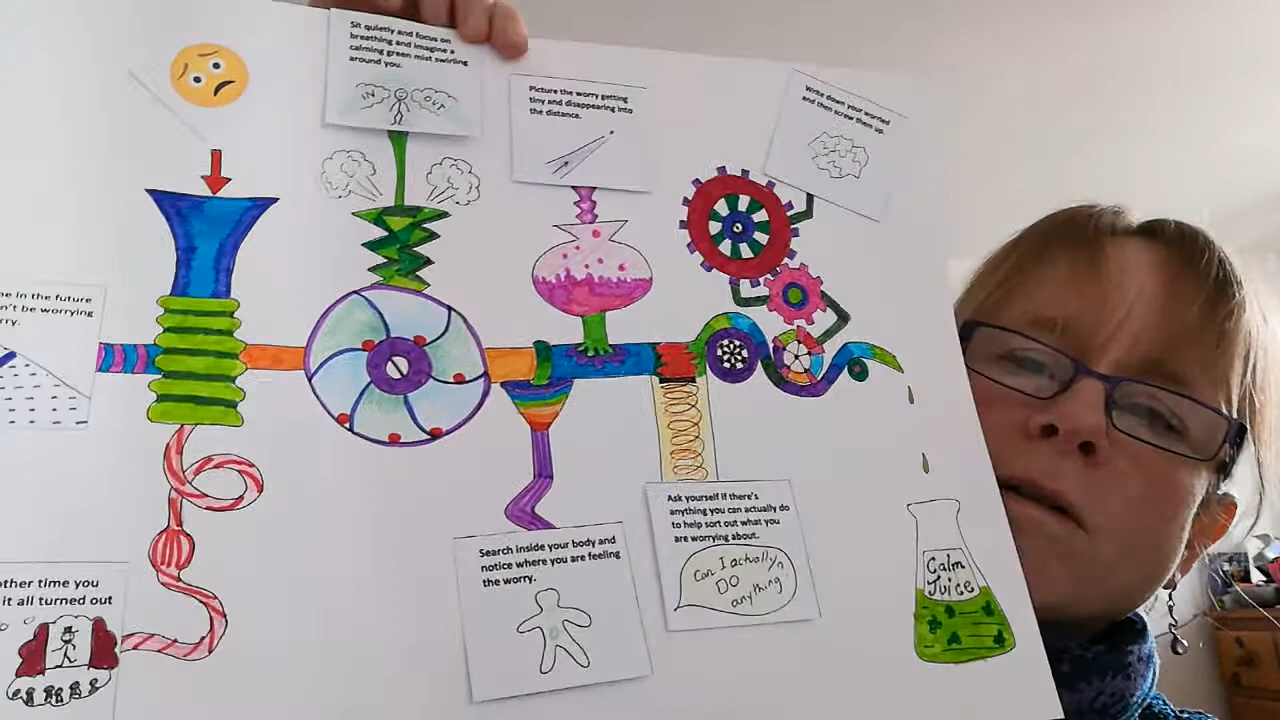 Sit quietly and focus on
breathing and imagine a
calming green mist swirling
around you.
IN
OUT
Picture the worry getting
tiny and disappearing into
the distance.
Write down your worried
and then screw them up.
e in the future
n't be worrying
rry.
Search inside your body and
notice where you are feeling
the worry.
Ask yourself if there's
anything you can actually do
to help sort out what you
are worrying about.
Can I actually
DO
anything?
Calm
Juice
other time you
it all turned out